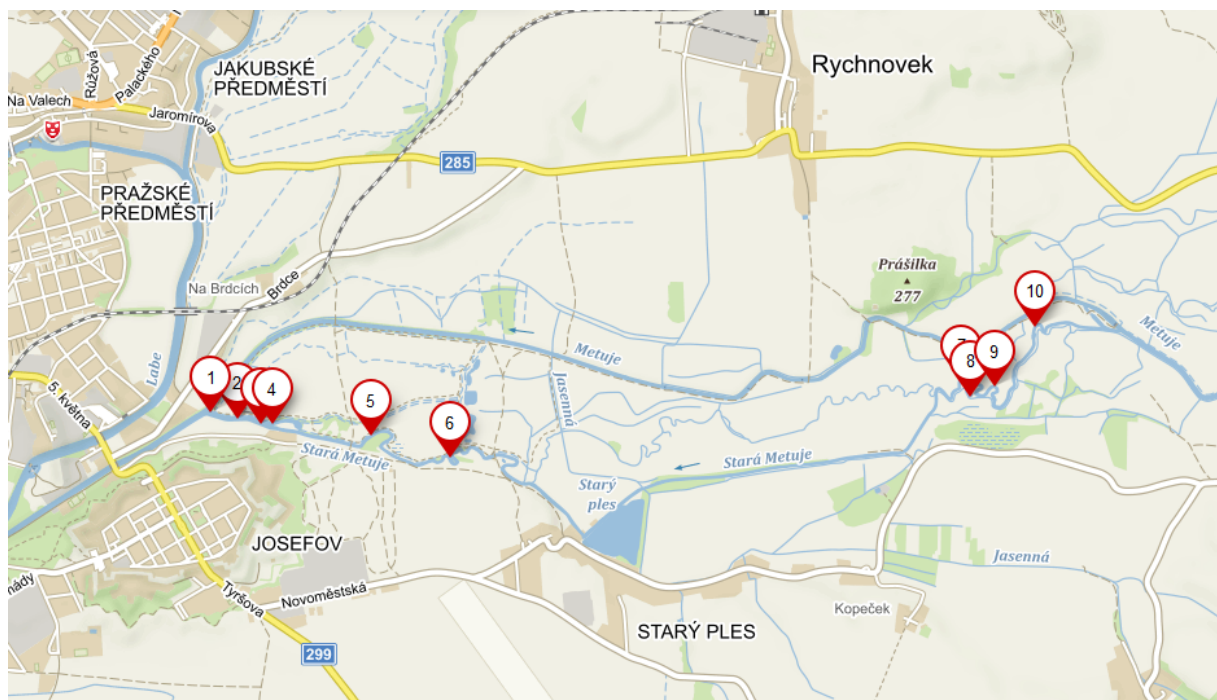 Růžová
Palackého
Na Valech
Jaromírova
JAKUBSKÉ
PŘEDMĚSTÍ
Rychnovek
285
PRAŽSKÉ
PŘEDMĚSTÍ
Prášilka
277
Na Brdcích
Brdce
10
Metuje
Labe
Metuje
7
9
8
1
2
4
5
6
Jasenná
5. května
Stará Metuje
Stará Metuje
Starý
ples
JOSEFOV
Jasenná
Novoměstská
Tyršova
Kopeček
STARÝ PLES
299